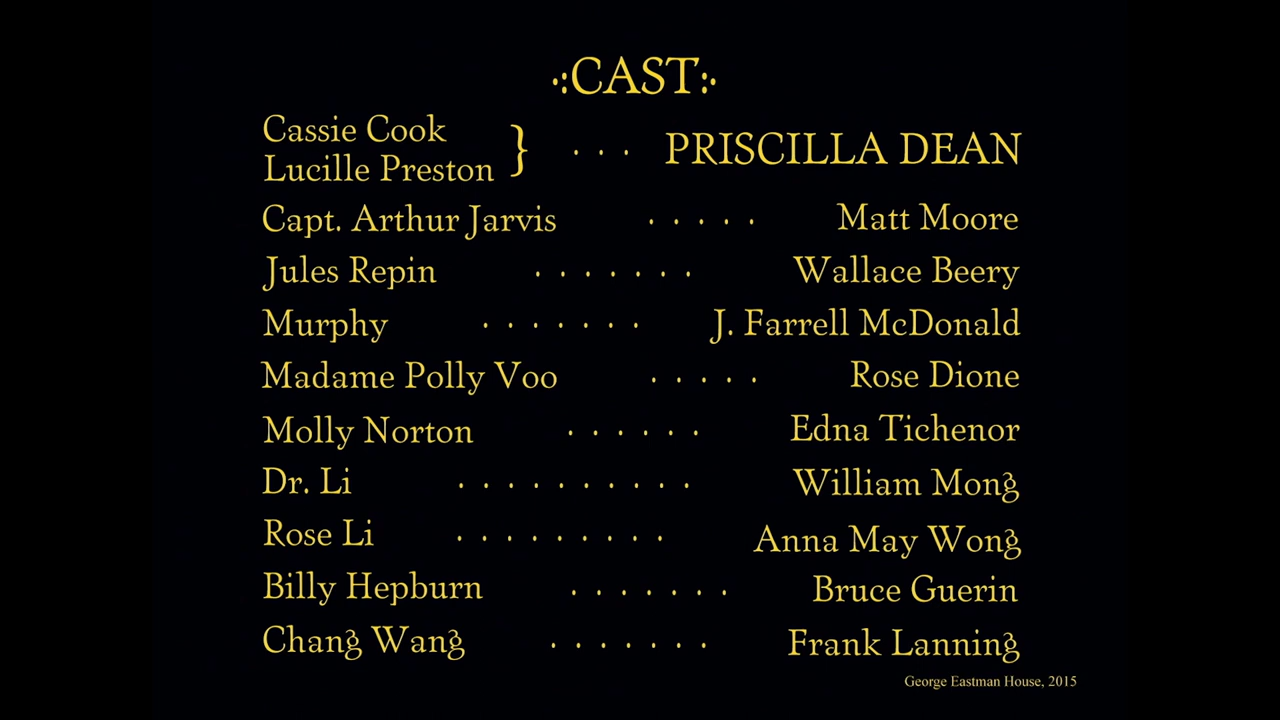 ·:CAST:·
Cassie Cook
Lucille Preston } . . . PRISCILLA DEAN
Capt. Arthur Jarvis . . . . . Matt Moore
Jules Repin . . . . . . . Wallace Beery
Murphy . . . . . . . J. Farrell McDonald
Madame Polly Voo . . . . . Rose Dione
Molly Norton . . . . . . Edna Tichenor
Dr. Li . . . . . . . . . . William Mong
Rose Li . . . . . . . . . Anna May Wong
Billy Hepburn . . . . . . . Bruce Guerin
Chang Wang . . . . . . . Frank Lanning
George Eastman House, 2015